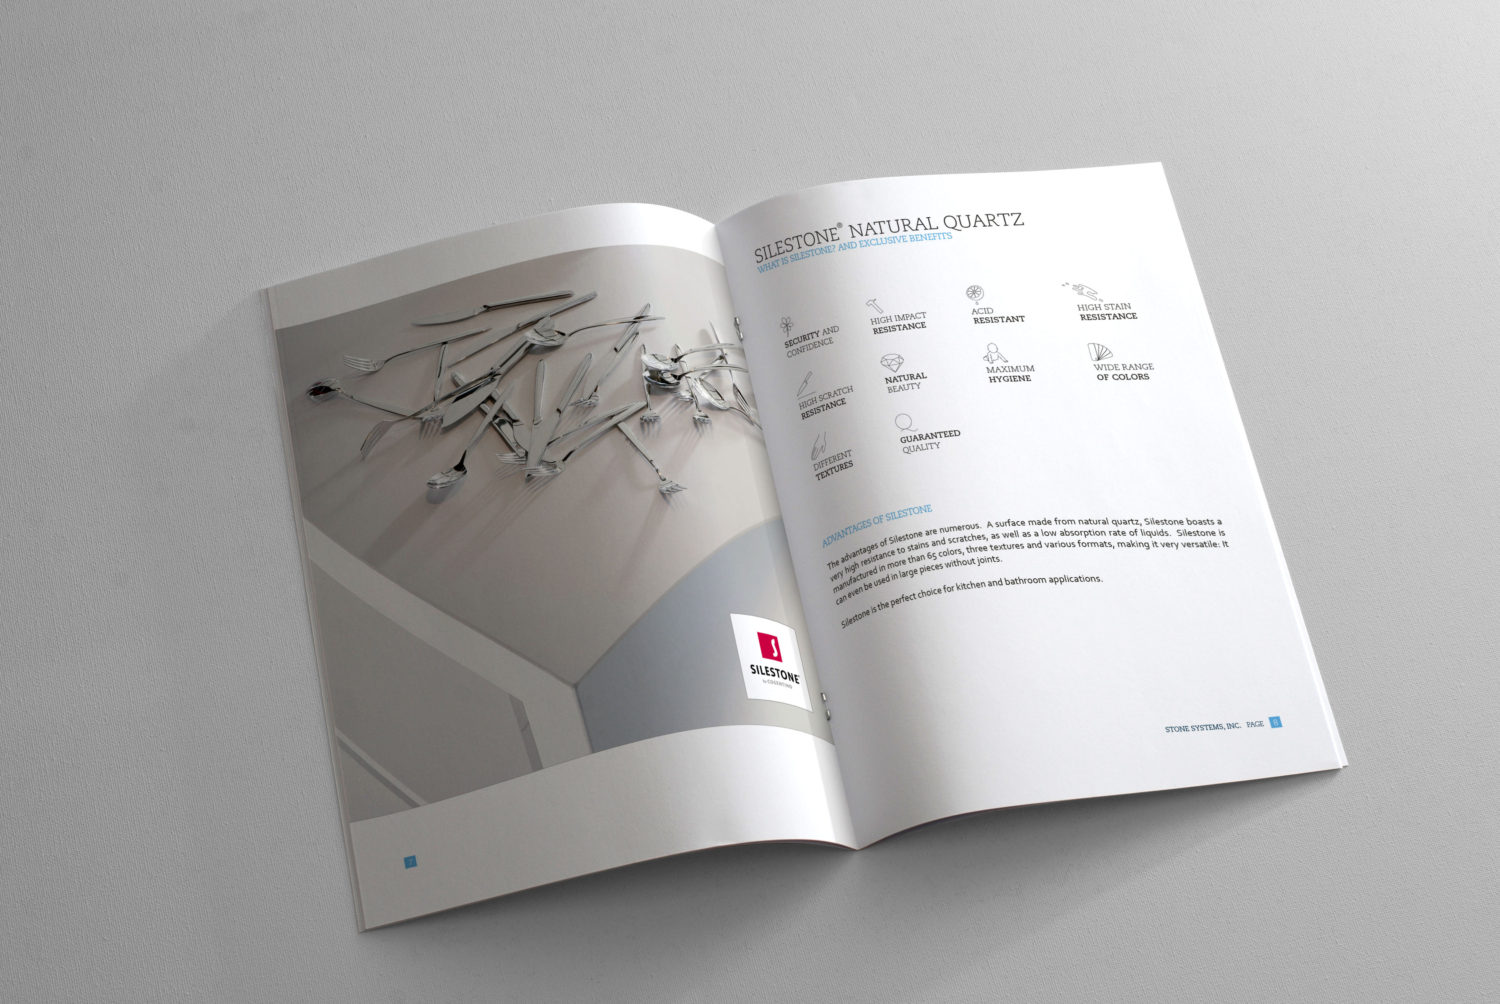 SILESTONE®
7
SILESTONE® NATURAL QUARTZ
WHAT IS SILESTONE? AND EXCLUSIVE BENEFITS
SECURITY AND
CONFIDENCE
HIGH IMPACT
RESISTANCE
ACID
RESISTANT
HIGH STAIN
RESISTANCE
HIGH SCRATCH
RESISTANCE
NATURAL
BEAUTY
MAXIMUM
HYGIENE
WIDE RANGE
OF COLORS
DIFFERENT
TEXTURES
GUARANTEED
QUALITY
ADVANTAGES OF SILESTONE
The advantages of Silestone are numerous. A surface made from natural quartz, Silestone boasts a
very high resistance to stains and scratches, as well as a low absorption rate of liquids. Silestone is
manufactured in more than 65 colors, three textures and various formats, making it very versatile: It
can even be used in large pieces without joints.
Silestone is the perfect choice for kitchen and bathroom applications.
STONE SYSTEMS, INC. PAGE 8